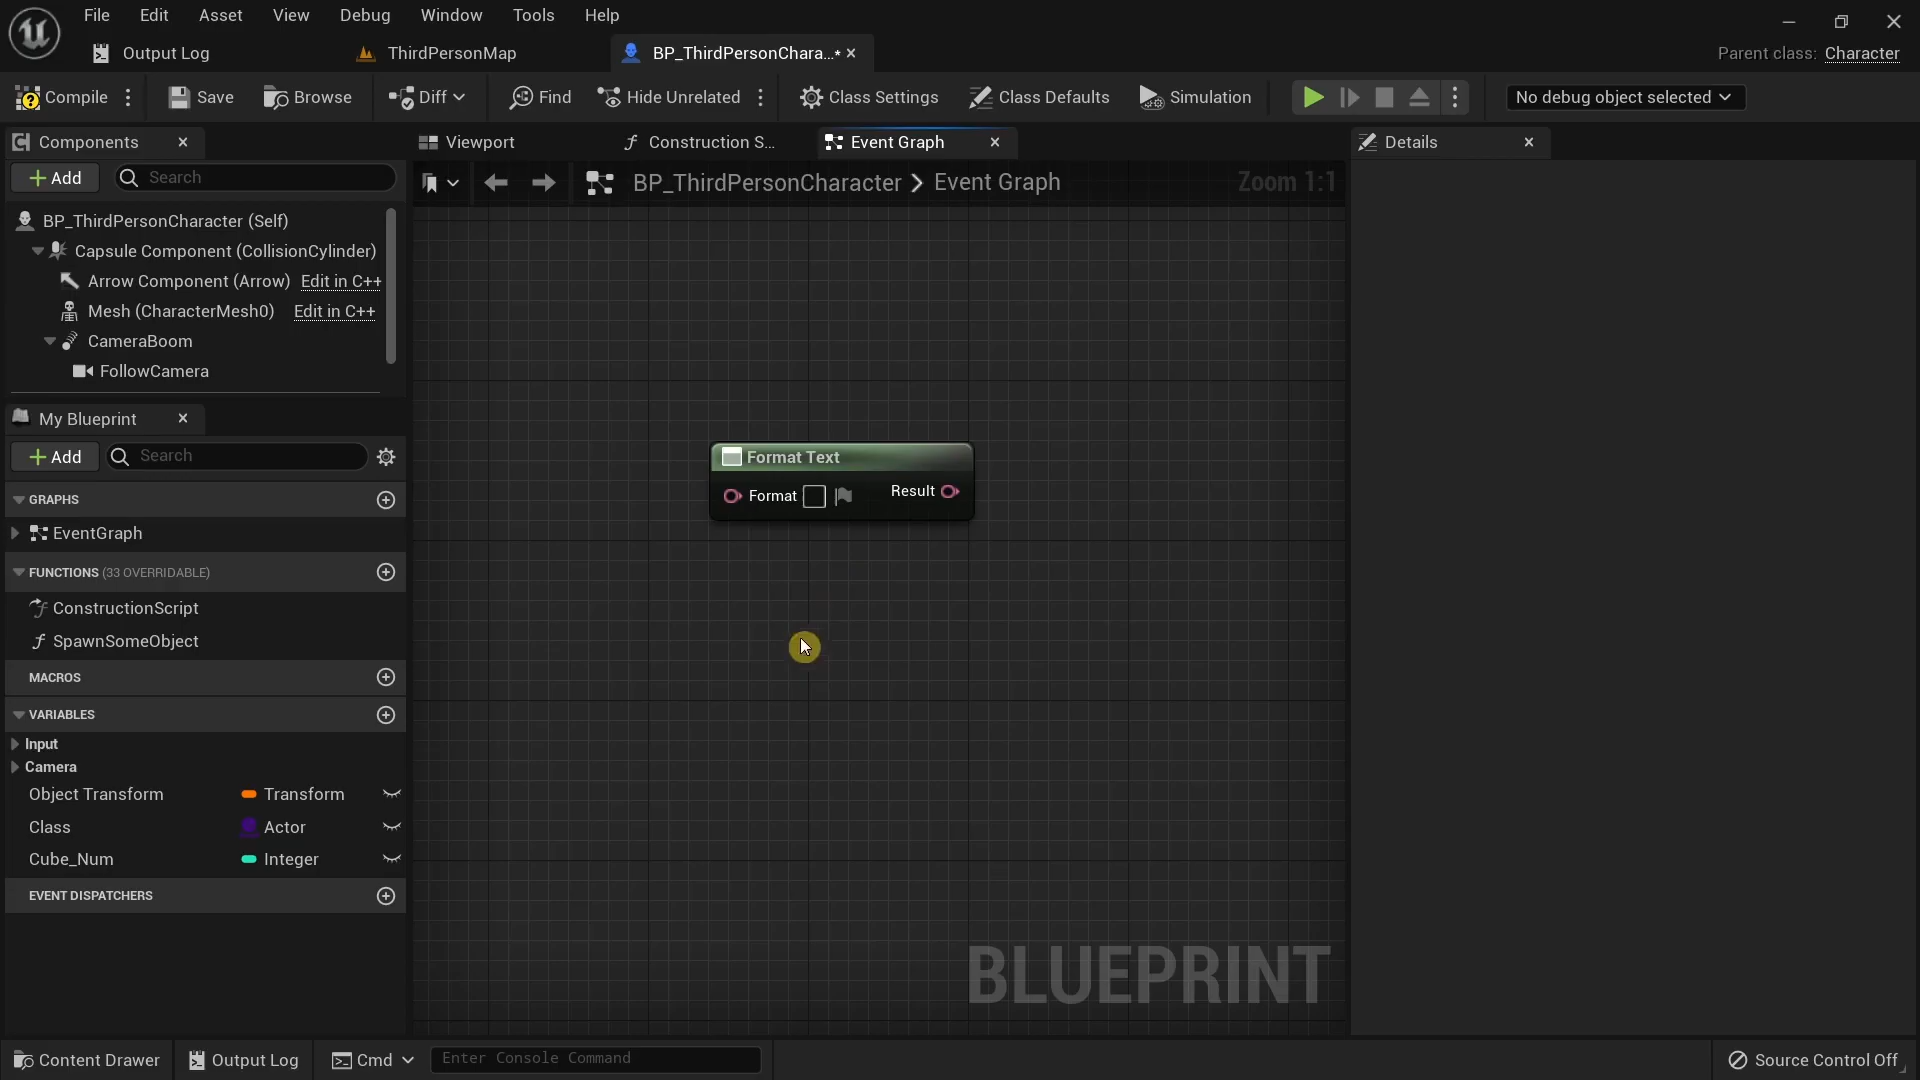 File Edit Asset View Debug Window Tools Help
Output Log ThirdPersonMap BP_ThirdPersonChara...* Parent class: Character
Compile Save Browse Diff Find Hide Unrelated Class Settings Class Defaults Simulation No debug object selected
Components Viewport Construction S... Event Graph Details
Add Search
BP_ThirdPersonCharacter > Event Graph Zoom 1:1
BP_ThirdPersonCharacter (Self)
Capsule Component (CollisionCylinder)
Arrow Component (Arrow) Edit in C++
Mesh (CharacterMesh0) Edit in C++
CameraBoom
FollowCamera
My Blueprint
Add Search
GRAPHS
EventGraph
FUNCTIONS (33 OVERRIDABLE)
ConstructionScript
SpawnSomeObject
MACROS
VARIABLES
Input
Camera
Object Transform Transform
Class Actor
Cube_Num Integer
EVENT DISPATCHERS
Format Text
Format Result
BLUEPRINT
Content Drawer Output Log Cmd Enter Console Command Source Control Off